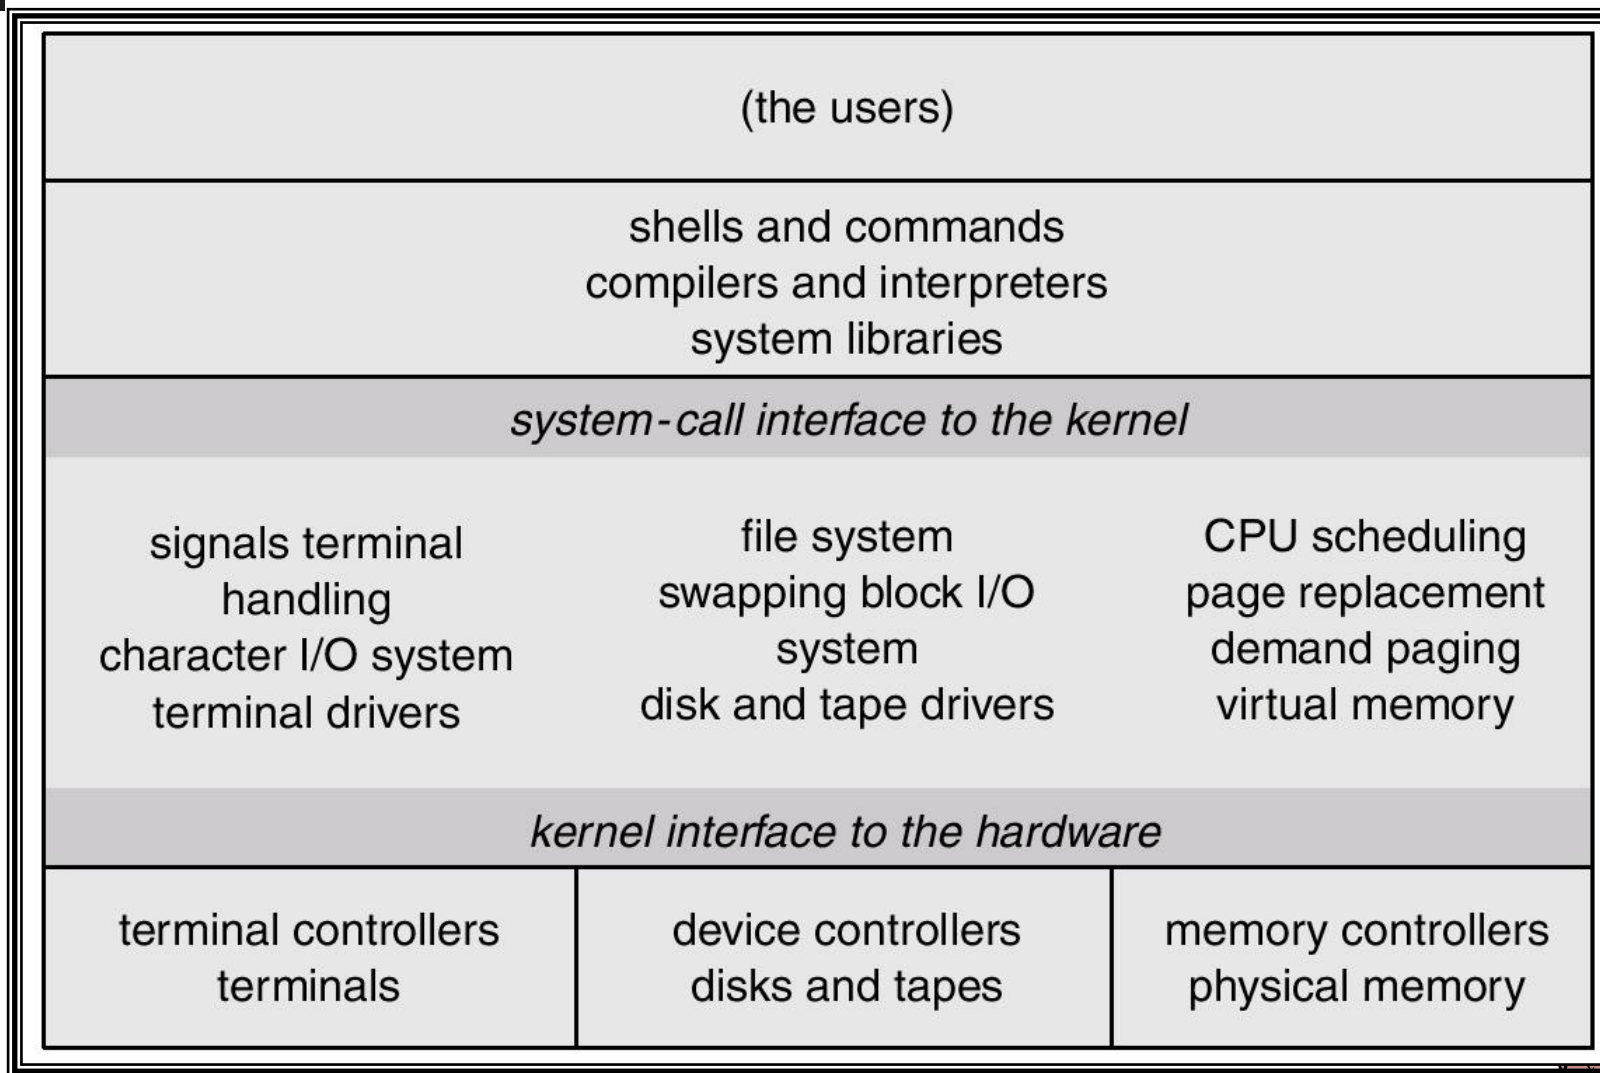 (the users)
shells and commands
compilers and interpreters
system libraries
system-call interface to the kernel
signals terminal
handling
character I/O system
terminal drivers
file system
swapping block I/O
system
disk and tape drivers
CPU scheduling
page replacement
demand paging
virtual memory
kernel interface to the hardware
terminal controllers
terminals
device controllers
disks and tapes
memory controllers
physical memory